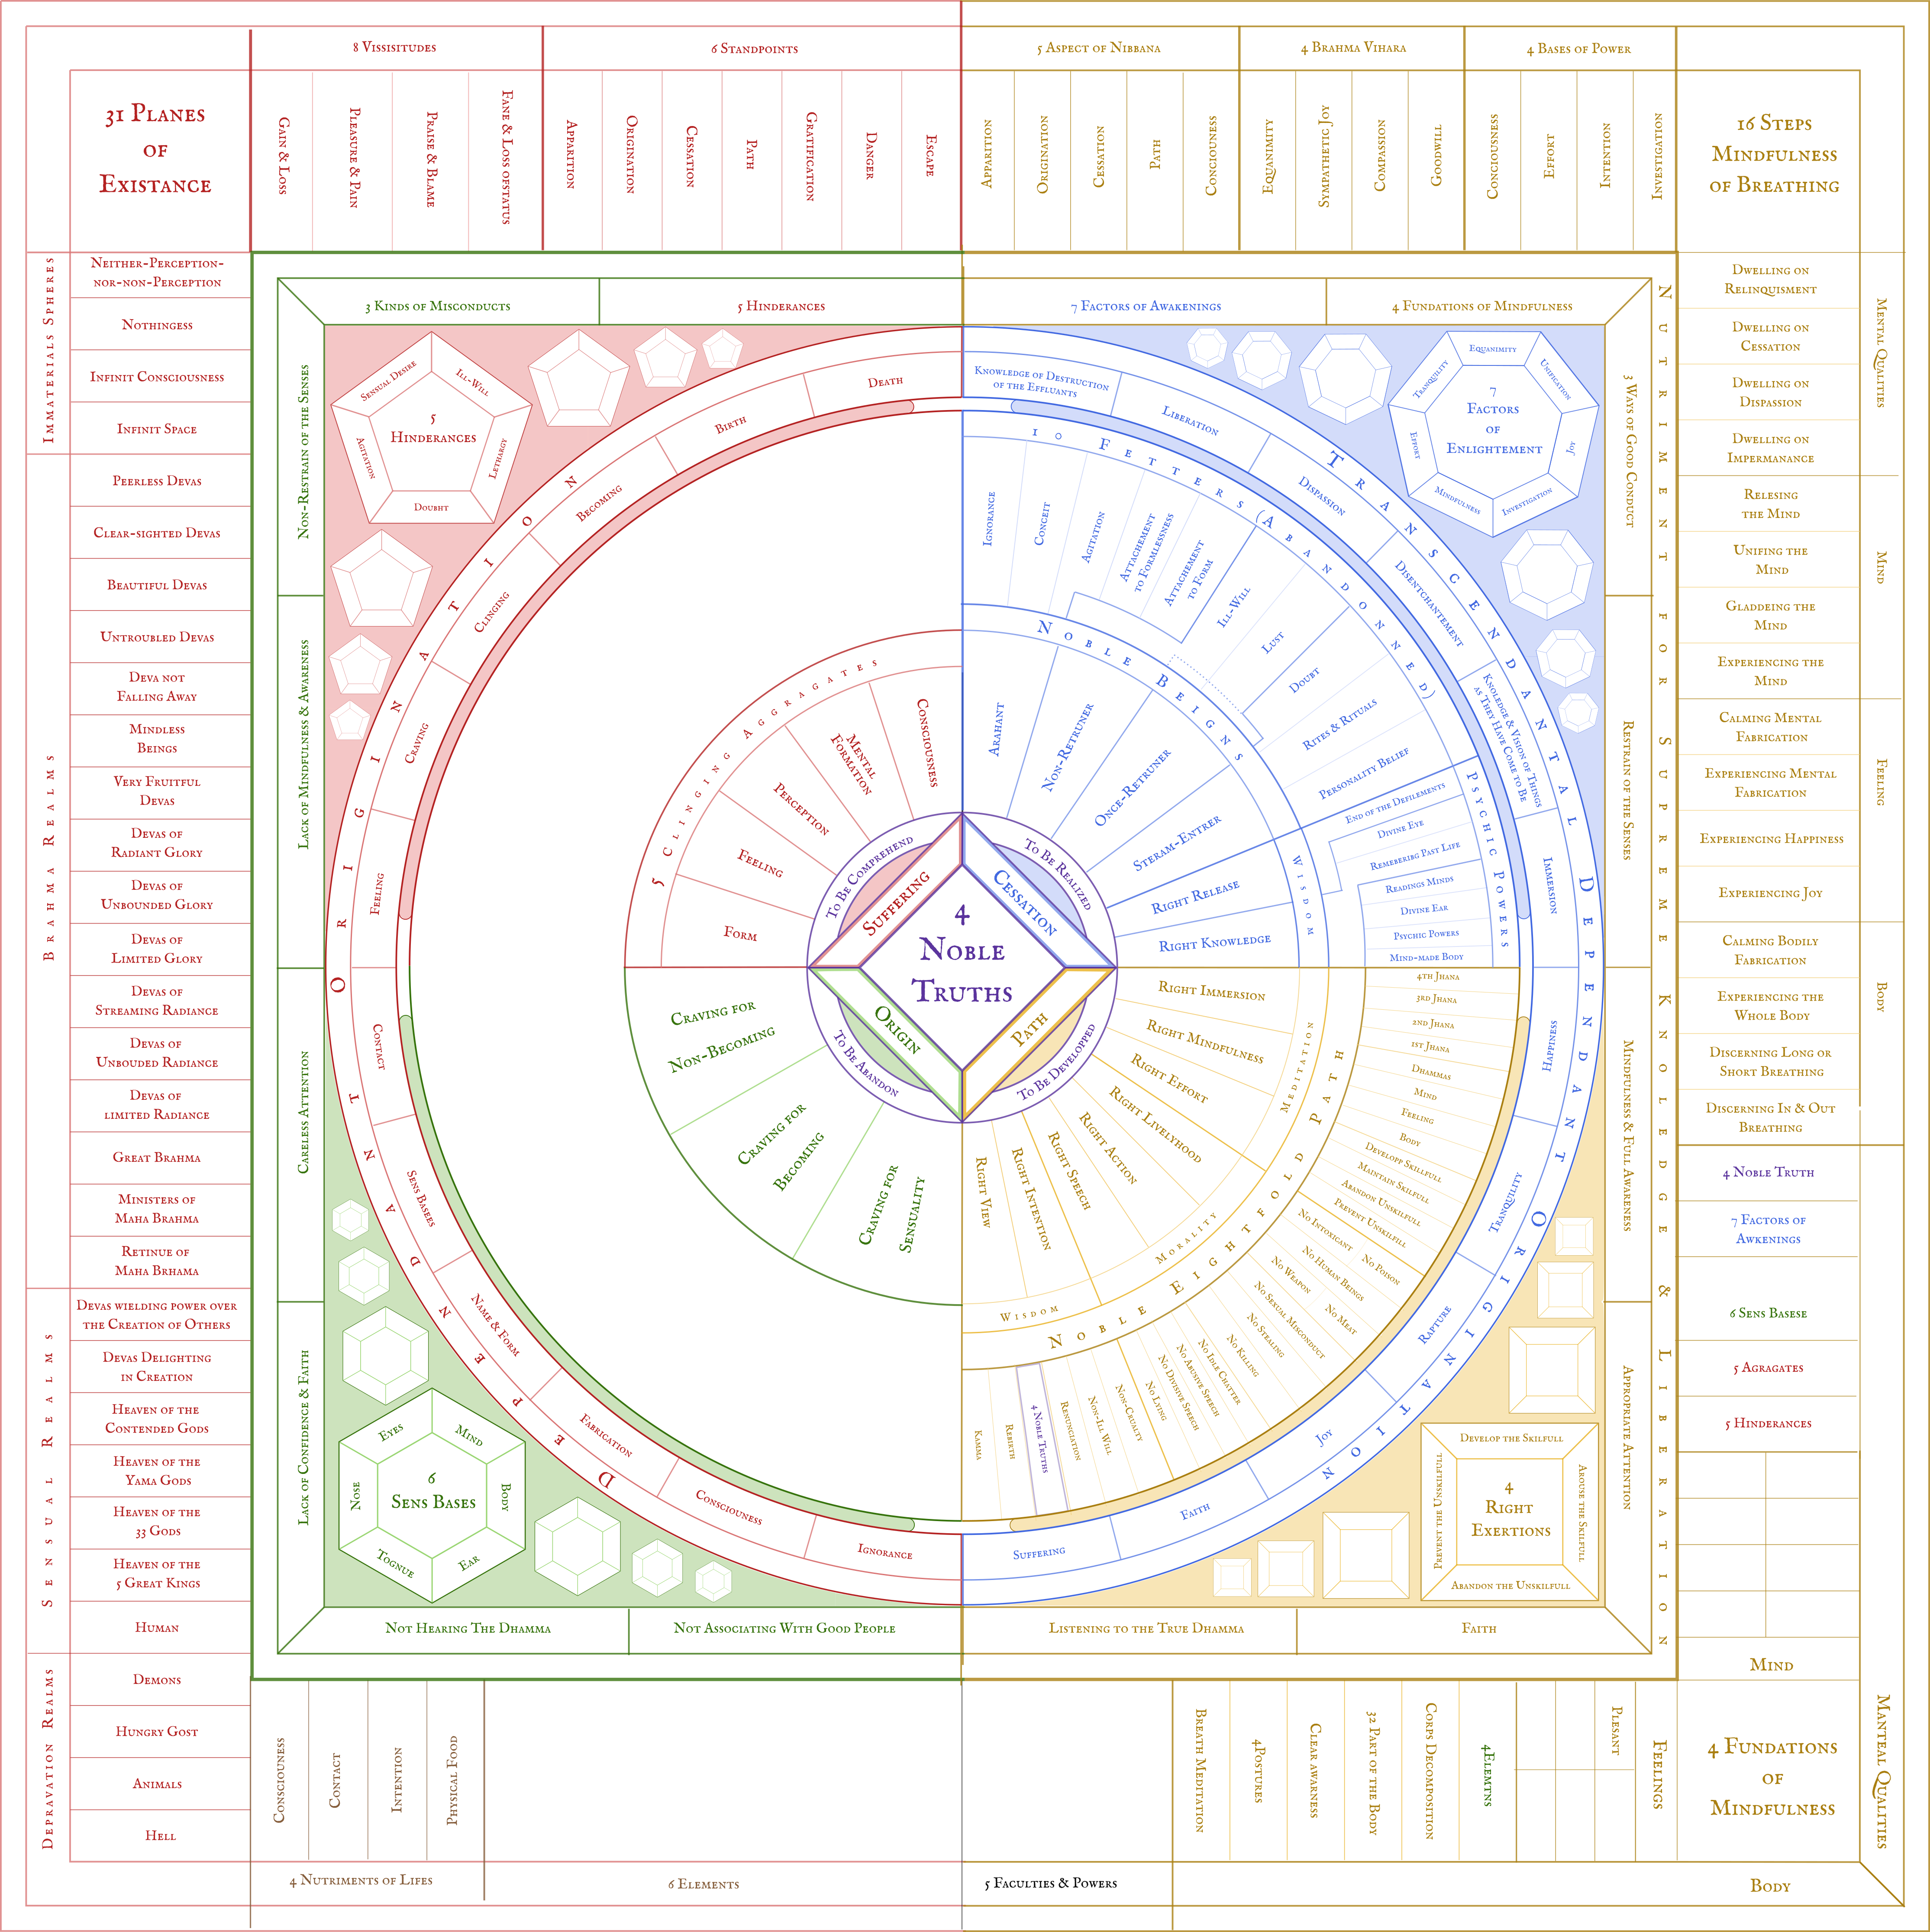 8 Vissisitudes
6 Standpoints
5 Aspect of Nibbana
4 Brahma Vihara
4 Bases of Power
31 Planes
of
Existance
Gain & Loss
Pleasure & Pain
Praise & Blame
Fane & Loss ofstatus
Apparition
Origination
Cessation
Path
Gratification
Danger
Escape
Apparition
Origination
Cessation
Path
Conciousness
Equanimity
Sympathetic Joy
Compassion
Goodwill
Conciousness
Effort
Intention
Investigation
16 Steps
Mindfulness
of Breathing
Immaterials Spheres
Neither-Perception-
nor-non-Perception
Nothingess
Infinit Consciousness
Infinit Space
Brahma Realms
Peerless Devas
Clear-sighted Devas
Beautiful Devas
Untroubled Devas
Deva not
Falling Away
Mindless
Beings
Very Fruitful
Devas
Devas of
Radiant Glory
Devas of
Unbounded Glory
Devas of
Limited Glory
Devas of
Streaming Radiance
Devas of
Unbouded Radiance
Devas of
limited Radiance
Great Brahma
Ministers of
Maha Brahma
Retinue of
Maha Brhama
Sensual Realms
Devas wielding power over
the Creation of Others
Devas Delighting
in Creation
Heaven of the
Contended Gods
Heaven of the
Yama Gods
Heaven of the
33 Gods
Heaven of the
5 Great Kings
Human
Depravation Realms
Demons
Hungry Gost
Animals
Hell
3 Kinds of Misconducts
5 Hinderances
7 Factors of Awakenings
4 Fundations of Mindfulness
Non-Restrain of the Senses
Lack of Mindfulness & Awareness
Careless Attention
Lack of Confidence & Faith
Not Hearing The Dhamma
Not Associating With Good People
Listening to the True Dhamma
Faith
3 Ways of Good Conduct
Restrain of the Senses
Mindfulness & Full Awareness
Appropriate Attention
Nutriment for Supreme Knoledge & Liberation
5
Hinderances
Sensual Desire
Ill-Will
Lethargy
Doubht
Agitation
7
Factors
of
Enlightement
Equanimity
Unification
Joy
Investigation
Mindfulness
Effort
Tranquility
6
Sens Bases
Eyes
Mind
Body
Ear
Tognue
Nose
4
Right
Exertions
Develop the Skilfull
Arouse the Skilfull
Abandon the Unskilfull
Prevent the Unskilfull
Dependant Origination
Death
Birth
Becoming
Clinging
Craving
Feeling
Contact
Sens Basees
Name & Form
Fabrication
Consciousness
Ignorance
Transcendantal Dependant Origination
Knowledge of Destruction
of the Effluants
Liberation
Dispassion
Disentchantement
Knoledge & Vision of Things
as They Have Come to Be
Immersion
Happiness
Tranquility
Rapture
Joy
Faith
Suffering
10 Fetters (Abandonned)
Ignorance
Conceit
Agitation
Attachement
to Formlessness
Attachement
to Form
Ill-Will
Lust
Doubt
Rites & Rituals
Personality Belief
Noble Beigns
Arahant
Non-Retruner
Once-Retruner
Steram-Entrer
Psychic Powers
End of the Defilements
Divine Eye
Remeberibg Past Life
Readings Minds
Divine Ear
Psychic Powers
Mind-made Body
Wisdom
Right Release
Right Knowledge
5 Clinging Aggragates
Form
Feeling
Perception
Mental
Formation
Consciousness
4
Noble
Truths
Suffering
Cessation
Origin
Path
To Be Comprehend
To Be Realized
To Be Abandon
To Be Developped
Craving for
Non-Becoming
Craving for
Becoming
Craving for
Sensuality
Noble Eightfold Path
Meditation
Morality
Wisdom
Right Immersion
Right Mindfulness
Right Effort
Right Livelyhood
Right Action
Right Speech
Right Intention
Right View
4th Jhana
3rd Jhana
2nd Jhana
1st Jhana
Dhammas
Mind
Feeling
Body
Developp Skillfull
Maintain Skilfull
Abandon Unskilfull
Prevent Unskilfill
No Intoxicant
No Poison
No Human Beings
No Weapon
No Meat
No Sexual Misconduct
No Stealing
No Killing
No Idle Chatter
No Abusive Speech
No Divisive Speech
No Lying
Non-Crualty
Non-Ill Will
Renunciation
4 Noble Truths
Rebirth
Kamma
Mental Qualities
Dwelling on
Relinquisment
Dwelling on
Cessation
Dwelling on
Dispassion
Dwelling on
Impermanance
Mind
Relesing
the Mind
Unifing the
Mind
Gladdeing the
Mind
Experiencing the
Mind
Feeling
Calming Mental
Fabrication
Experiencing Mental
Fabrication
Experiencing Happiness
Experiencing Joy
Body
Calming Bodily
Fabrication
Experiencing the
Whole Body
Discerning Long or
Short Breathing
Discerning In & Out
Breathing
4 Noble Truth
7 Factors of
Awkenings
6 Sens Basese
5 Agragates
5 Hinderances
Mind
Manteal Qualities
4 Fundations
of
Mindfulness
Body
Feelings
Plesant
Consciouness
Contact
Intention
Physical Food
4 Nutriments of Lifes
6 Elements
5 Faculties & Powers
Breath Meditation
4Postures
Clear awarness
32 Part of the Body
Corps Decomposition
4Elemtns